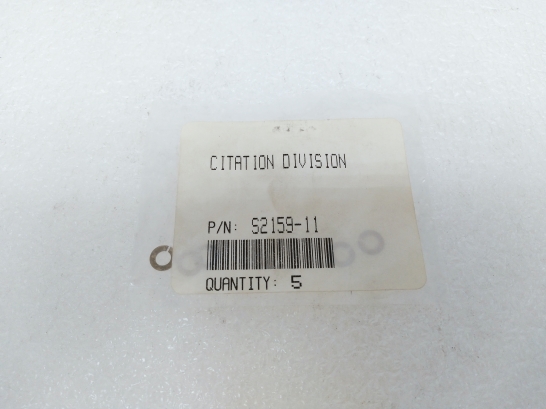 CITATION DIVISION
P/N: S2159-11
QUANTITY: 5